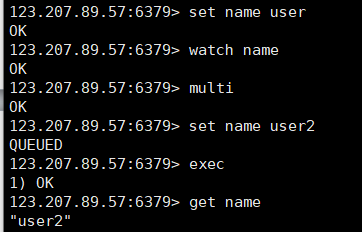 123.207.89.57:6379> set name user
OK
123.207.89.57:6379> watch name
OK
123.207.89.57:6379> multi
OK
123.207.89.57:6379> set name user2
QUEUED
123.207.89.57:6379> exec
1) OK
123.207.89.57:6379> get name
"user2"